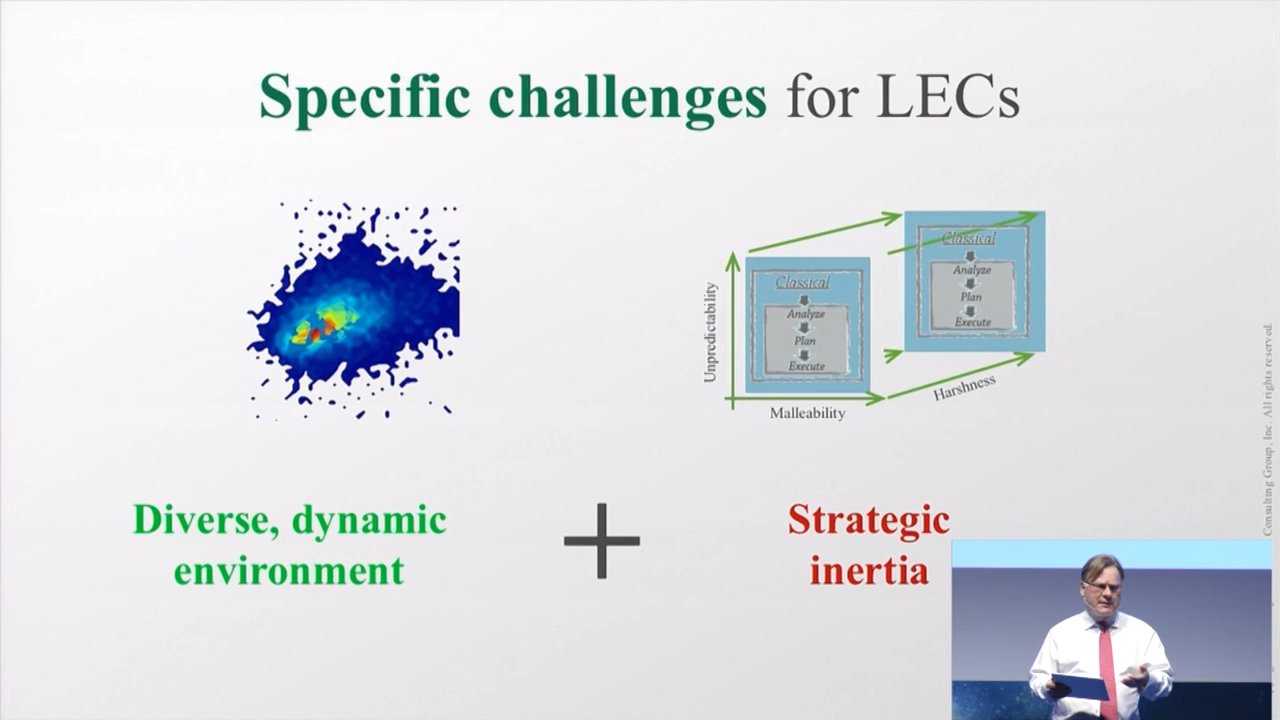 Specific challenges for LECs
Unpredictability
Classical
Analyze
Plan
Execute
Malleability
Classical
Analyze
Plan
Execute
Harshness
Diverse, dynamic
environment
+
Strategic
inertia
Consulting Group, Inc. All rights reserved.